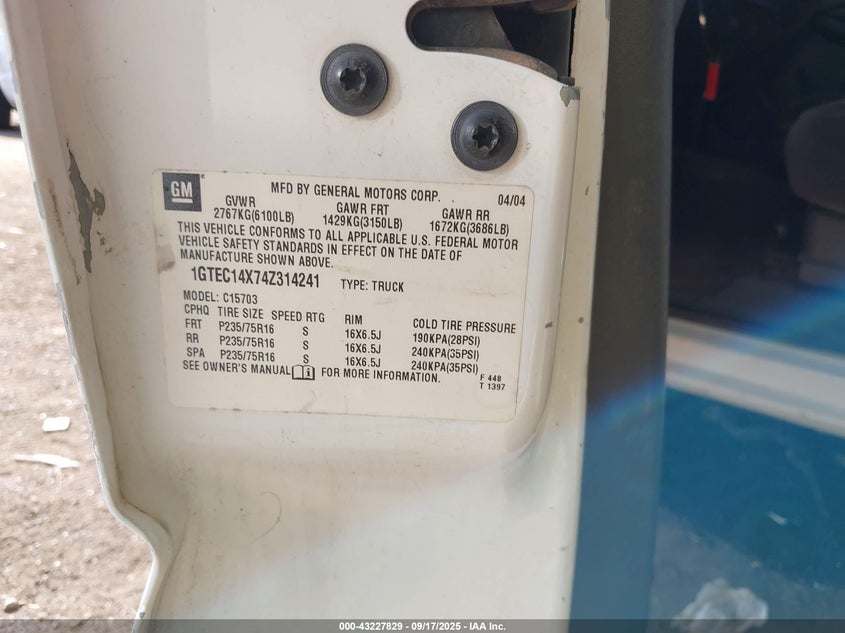 GM
MFD BY GENERAL MOTORS CORP. 04/04
GVWR GAWR FRT GAWR RR
2767KG(6100LB) 1429KG(3150LB) 1672KG(3686LB)
THIS VEHICLE CONFORMS TO ALL APPLICABLE U.S. FEDERAL MOTOR
VEHICLE SAFETY STANDARDS IN EFFECT ON THE DATE OF
MANUFACTURE SHOWN ABOVE.
1GTEC14X74Z314241 TYPE: TRUCK
MODEL: C15703
CPHQ TIRE SIZE SPEED RTG RIM COLD TIRE PRESSURE
FRT P235/75R16 S 16X6.5J 190KPA(28PSI)
RR P235/75R16 S 16X6.5J 240KPA(35PSI)
SPA P235/75R16 S 16X6.5J 240KPA(35PSI)
SEE OWNER'S MANUAL FOR MORE INFORMATION.
F 448
T 1397
000-43227829 - 09/17/2025 - IAA Inc.